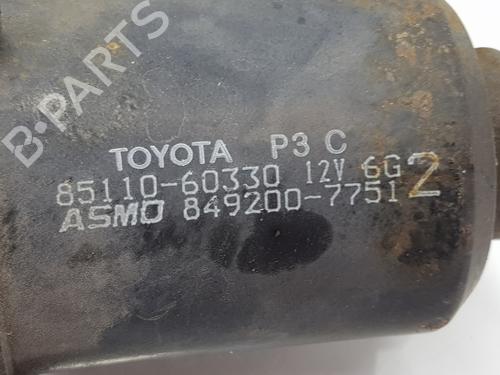 B-PARTS
TOYOTA P3 C
85110-60330 12V 6G
ASMO 849200-7751 2